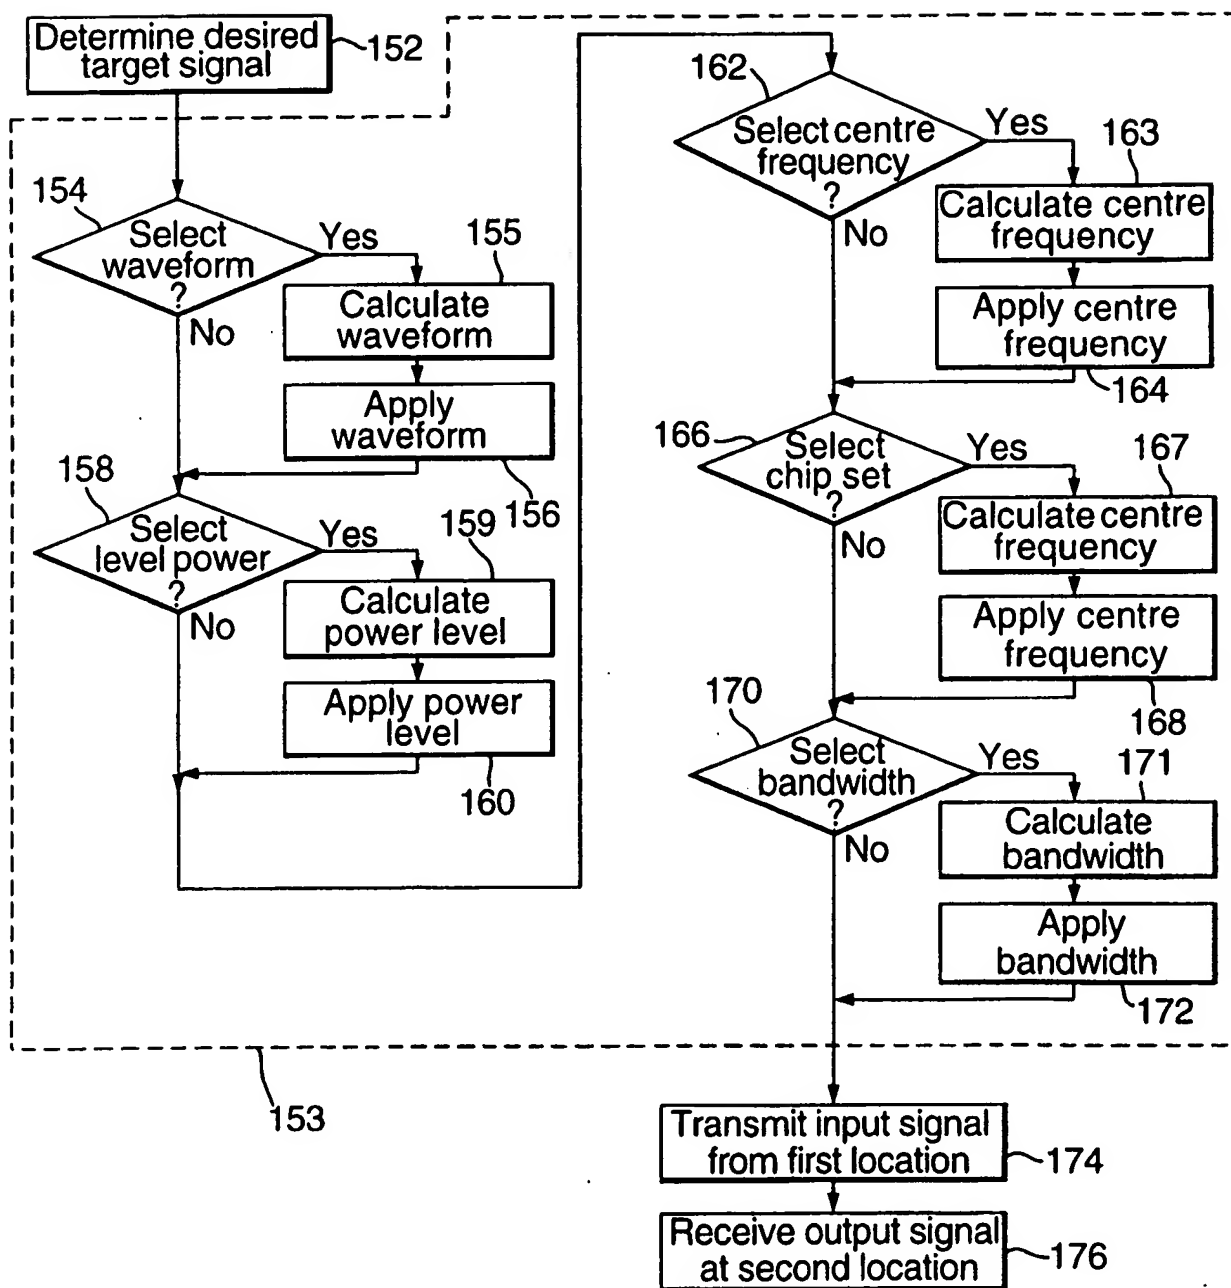 Determine desired
target signal
152
154
Select
waveform
?
Yes
No
155
Calculate
waveform
Apply
waveform
156
158
Select
level power
?
Yes
No
159
Calculate
power level
Apply power
level
160
162
Select centre
frequency
?
Yes
No
163
Calculate centre
frequency
Apply centre
frequency
164
166
Select
chip set
?
Yes
No
167
Calculate centre
frequency
Apply centre
frequency
168
170
Select
bandwidth
?
Yes
No
171
Calculate
bandwidth
Apply
bandwidth
172
153
Transmit input signal
from first location
174
Receive output signal
at second location
176